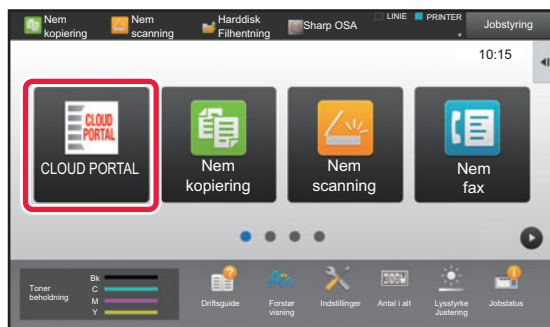 Nem kopiering
Nem scanning
Harddisk Filhentning
Sharp OSA
LINIE
PRINTER
Jobstyring
10:15
CLOUD PORTAL
CLOUD PORTAL
Nem kopiering
Nem scanning
Nem fax
Toner beholdning
Bk
C
M
Y
Driftsguide
Forstør visning
Indstillinger
Antal i alt
Lysstyrke Justering
Jobstatus